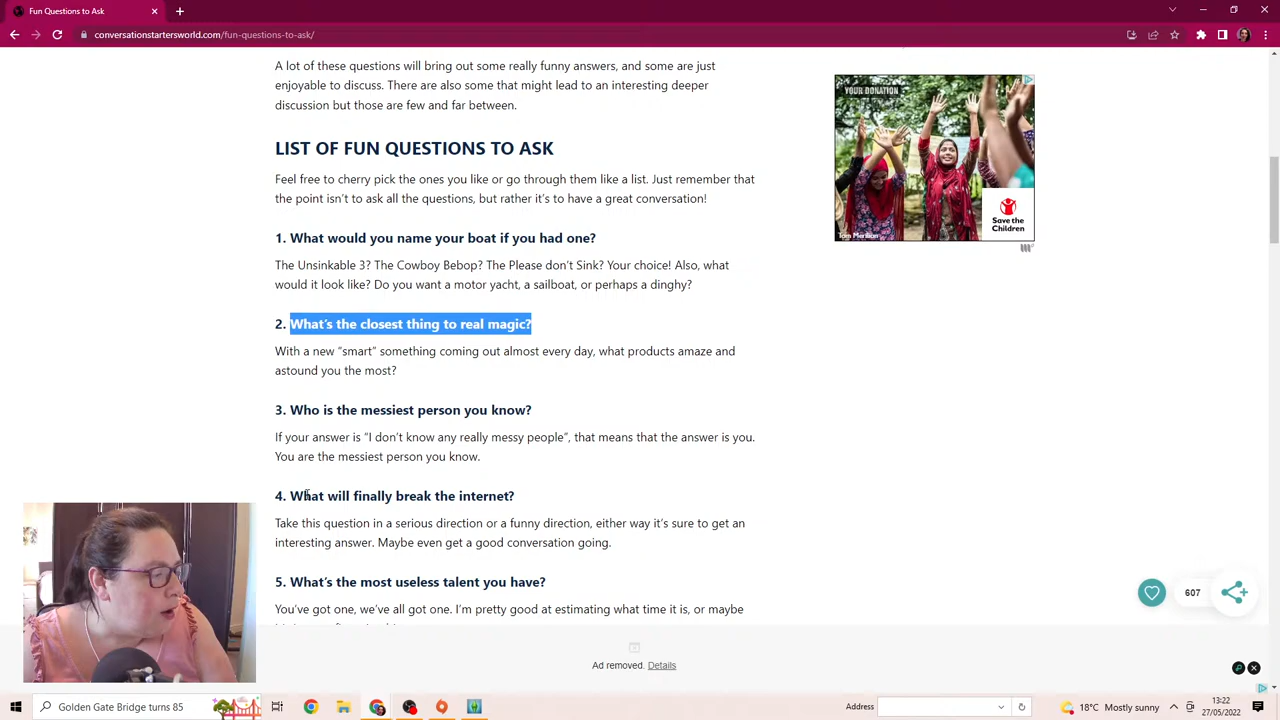 Fun Questions to Ask
conversationstartersworld.com/fun-questions-to-ask/
A lot of these questions will bring out some really funny answers, and some are just
enjoyable to discuss. There are also some that might lead to an interesting deeper
discussion but those are few and far between.
YOUR DONATION
Save the
Children
Tom Merilion
LIST OF FUN QUESTIONS TO ASK
Feel free to cherry pick the ones you like or go through them like a list. Just remember that
the point isn't to ask all the questions, but rather it's to have a great conversation!
1. What would you name your boat if you had one?
The Unsinkable 3? The Cowboy Bebop? The Please don't Sink? Your choice! Also, what
would it look like? Do you want a motor yacht, a sailboat, or perhaps a dinghy?
2. What's the closest thing to real magic?
With a new “smart” something coming out almost every day, what products amaze and
astound you the most?
3. Who is the messiest person you know?
If your answer is “I don't know any really messy people”, that means that the answer is you.
You are the messiest person you know.
4. What will finally break the internet?
Take this question in a serious direction or a funny direction, either way it's sure to get an
interesting answer. Maybe even get a good conversation going.
5. What's the most useless talent you have?
You've got one, we've all got one. I'm pretty good at estimating what time it is, or maybe
607
Ad removed. Details
Golden Gate Bridge turns 85
Address
18°C Mostly sunny
13:22
27/05/2022